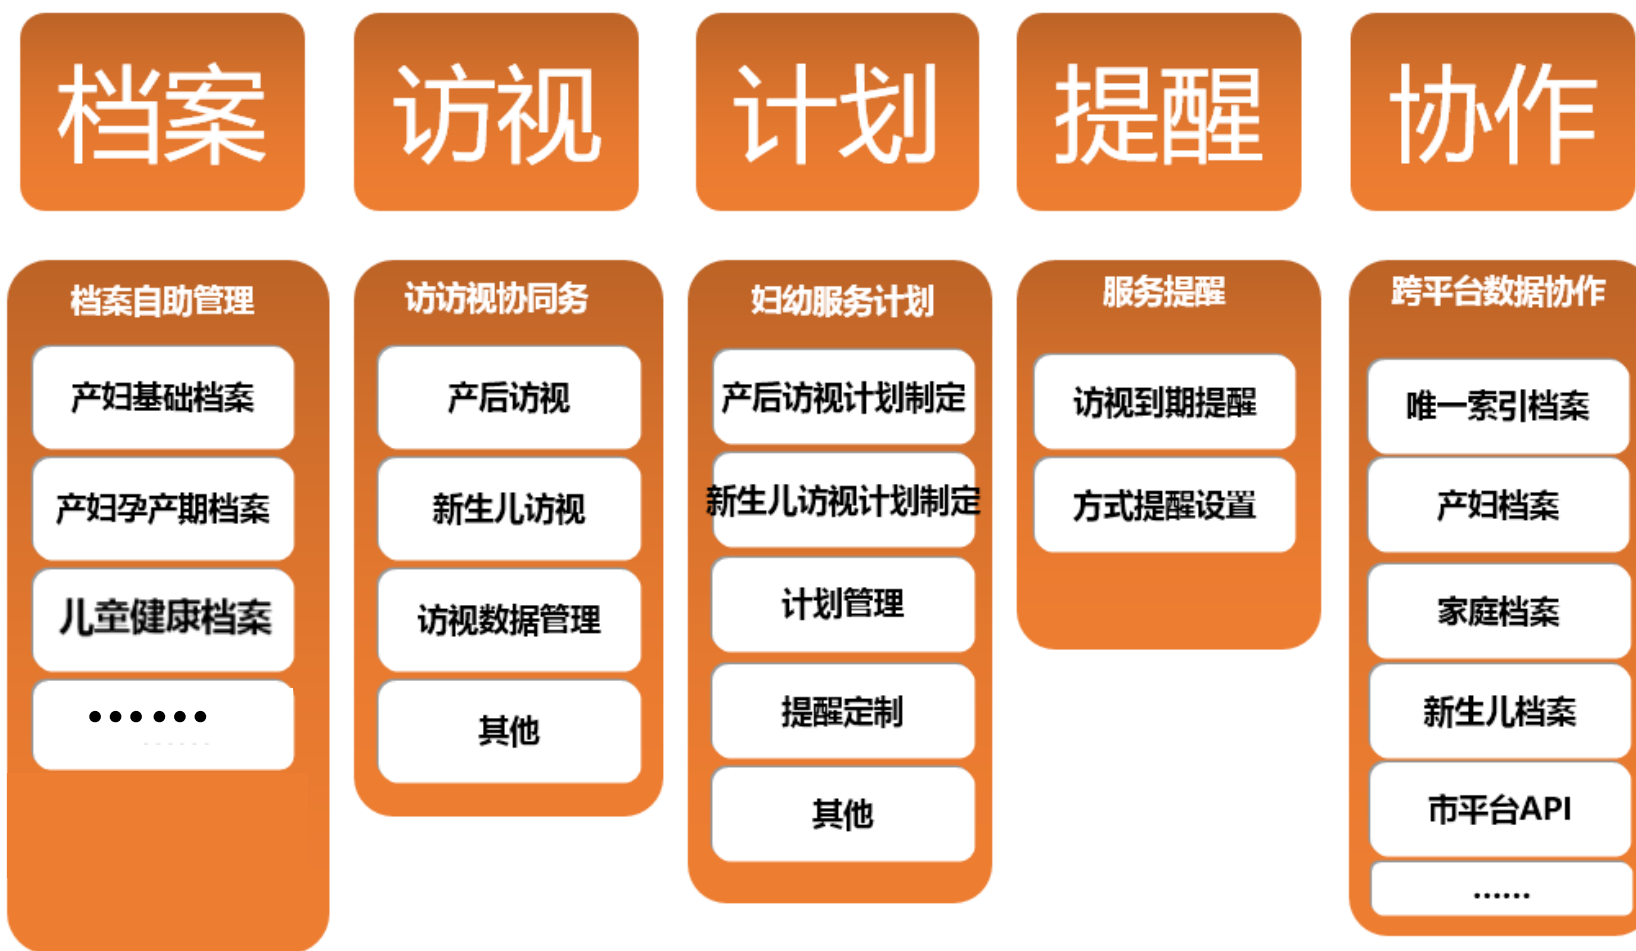 档案
访视
计划
提醒
协作
档案自助管理
产妇基础档案
产妇孕产期档案
儿童健康档案
••••••
访访视协同务
产后访视
新生儿访视
访视数据管理
其他
妇幼服务计划
产后访视计划制定
新生儿访视计划制定
计划管理
提醒定制
其他
服务提醒
访视到期提醒
方式提醒设置
跨平台数据协作
唯一索引档案
产妇档案
家庭档案
新生儿档案
市平台API
......